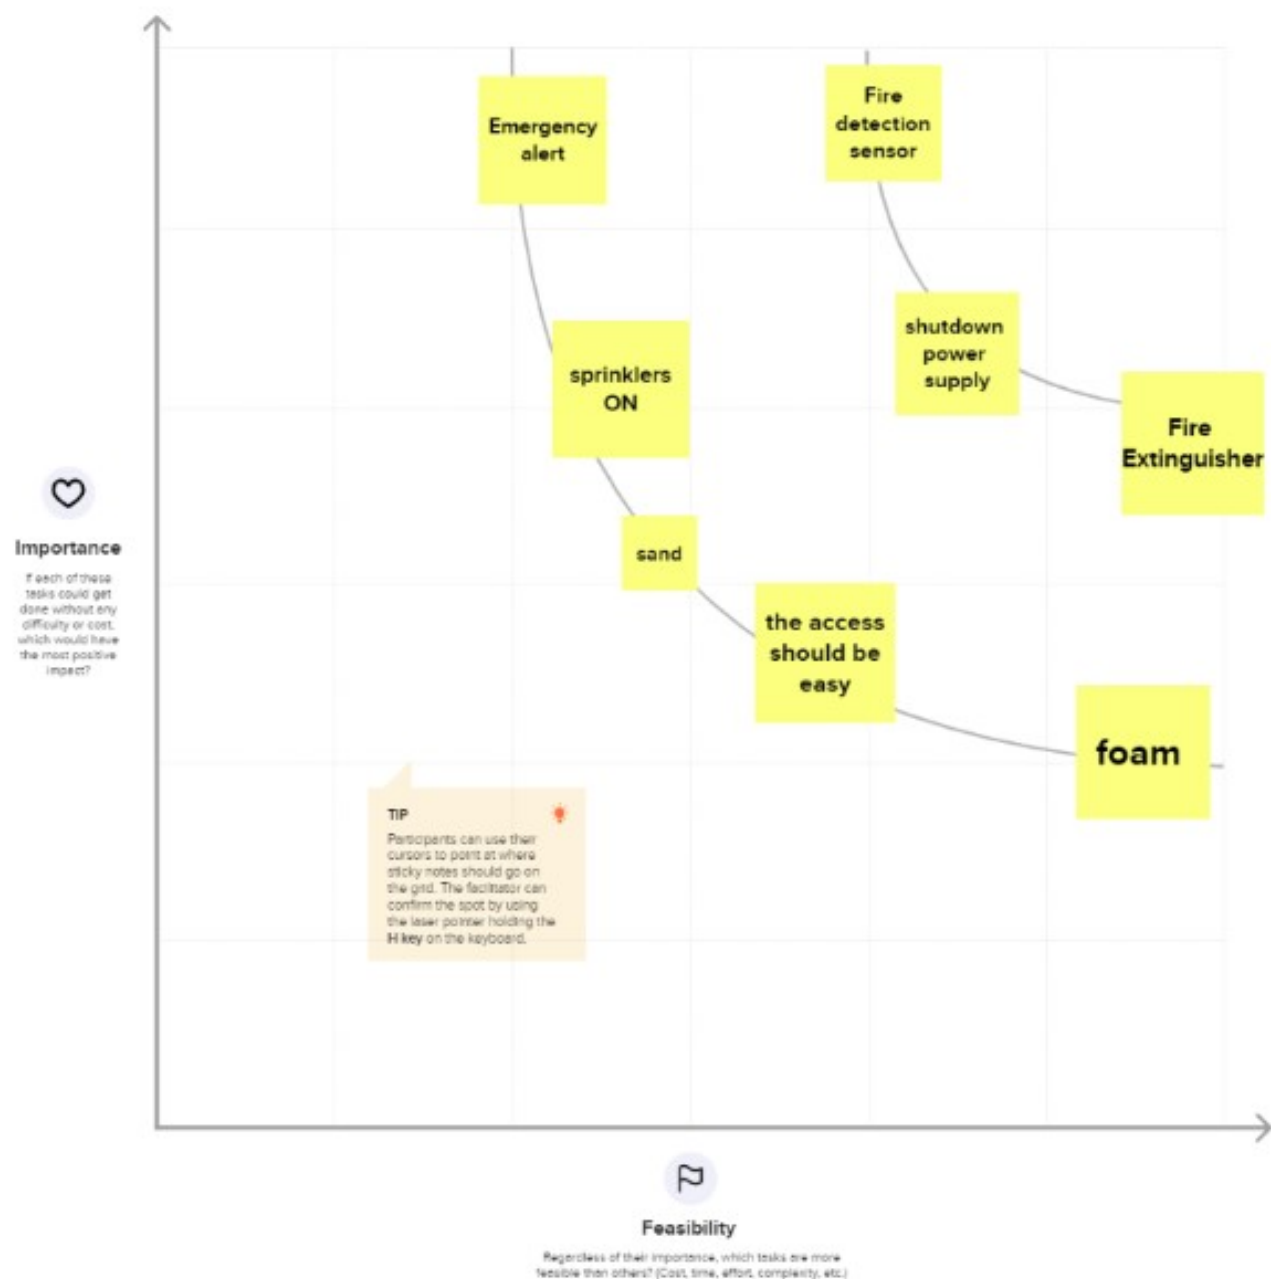 Emergency
alert
Fire
detection
sensor
shutdown
power
supply
sprinklers
ON
Fire
Extinguisher
sand
the access
should be
easy
foam
Importance
If each of these
tasks could get
done without any
difficulty or cost,
which would have
the most positive
impact?
TIP
Participants can use their
cursors to point at where
sticky notes should go on
the grid. The facilitator can
confirm the spot by using
the laser pointer holding the
H key on the keyboard.
Feasibility
Regardless of their importance, which tasks are more
feasible than others? (Cost, time, effort, complexity, etc.)